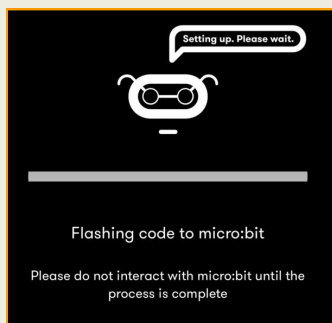 Setting up. Please wait.
Flashing code to micro:bit
Please do not interact with micro:bit until the
process is complete